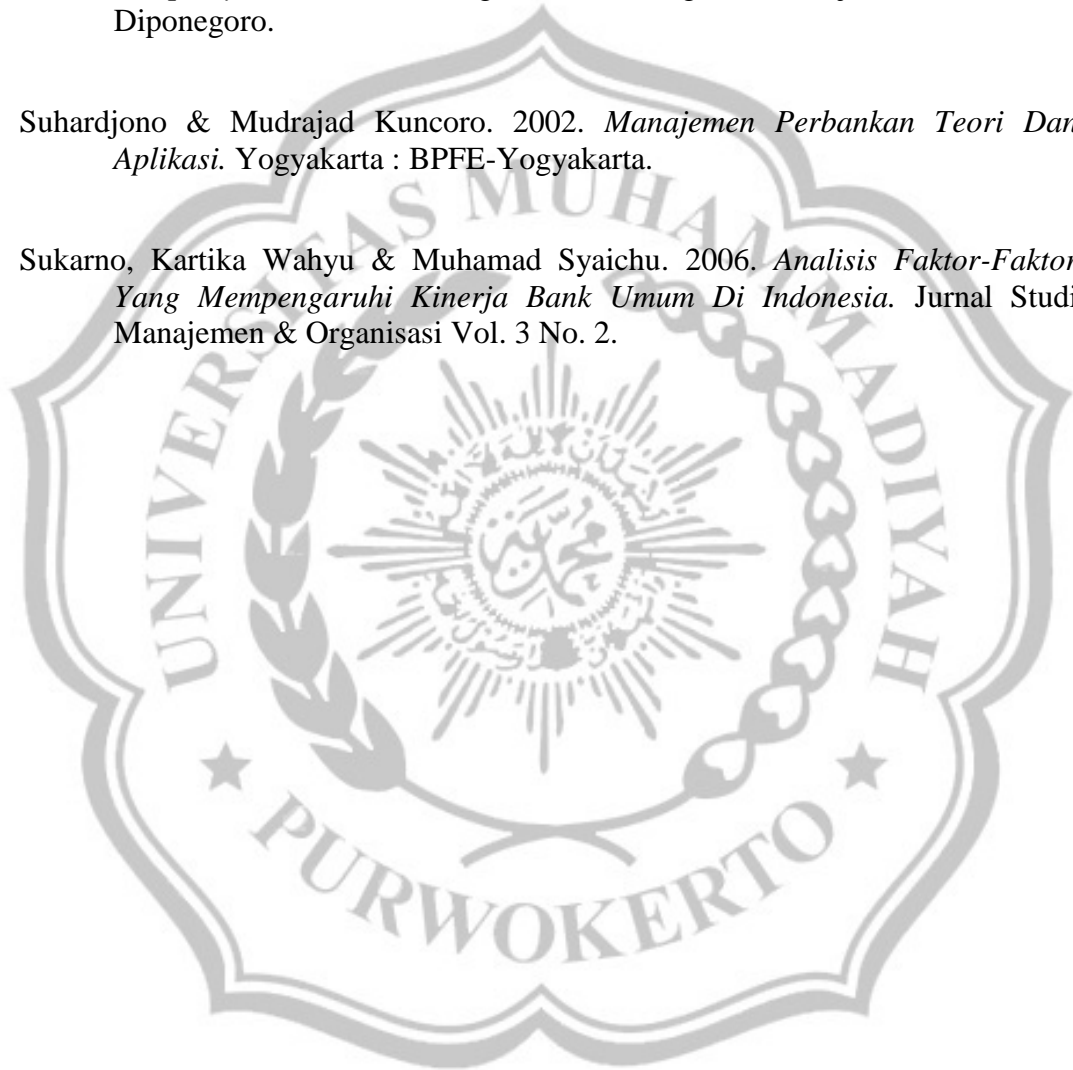 Diponegoro.
Suhardjono & Mudrajad Kuncoro. 2002. Manajemen Perbankan Teori Dan
Aplikasi. Yogyakarta : BPFE-Yogyakarta.
Sukarno, Kartika Wahyu & Muhamad Syaichu. 2006. Analisis Faktor-Faktor
Yang Mempengaruhi Kinerja Bank Umum Di Indonesia. Jurnal Studi
Manajemen & Organisasi Vol. 3 No. 2.
UNIVERSITAS MUHAMMADIYAH
محمدية
PURWOKERTO